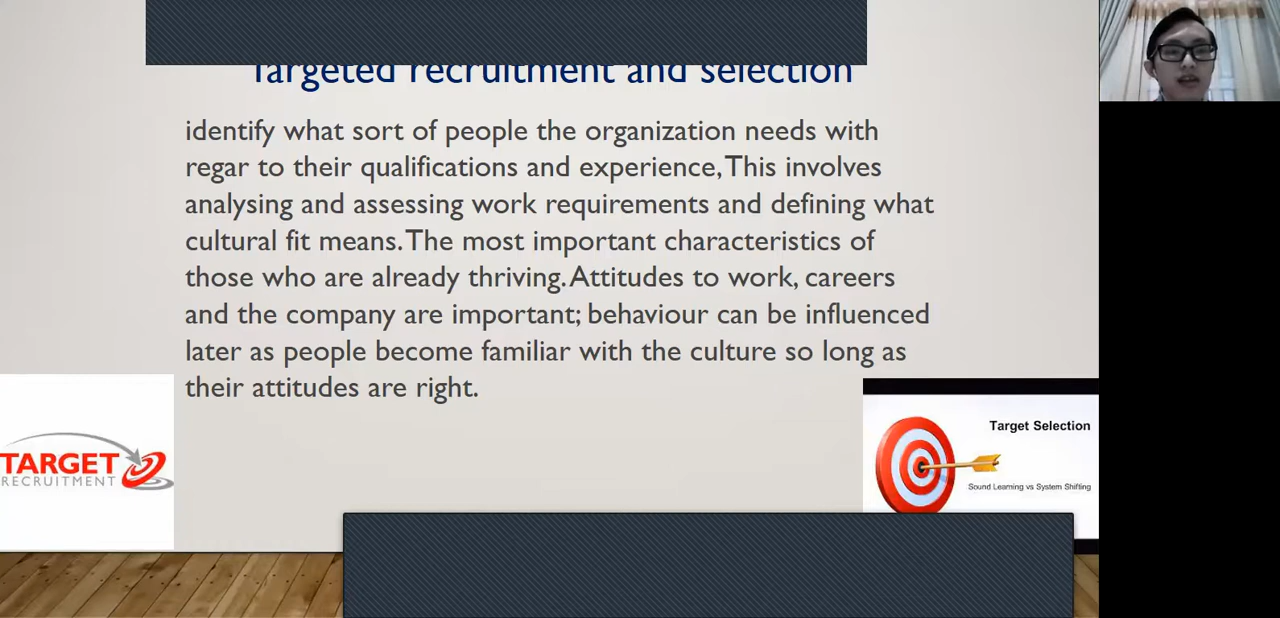 Targeted recruitment and selection
identify what sort of people the organization needs with
regar to their qualifications and experience, This involves
analysing and assessing work requirements and defining what
cultural fit means. The most important characteristics of
those who are already thriving. Attitudes to work, careers
and the company are important; behaviour can be influenced
later as people become familiar with the culture so long as
their attitudes are right.
TARGET
RECRUITMENT
Target Selection
Sound Learning vs System Shifting